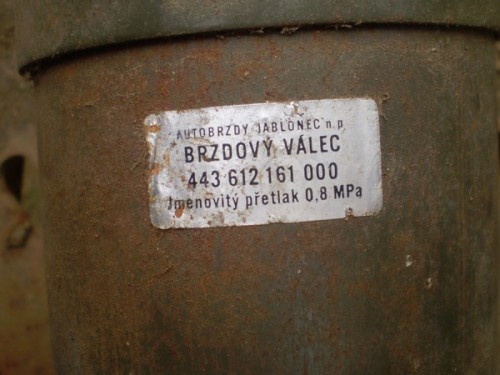 AUTOBRZDY JABLONEC n.p
BRZDOVÝ VÁLEC
443 612 161 000
Jmenovitý přetlak 0,8 MPa